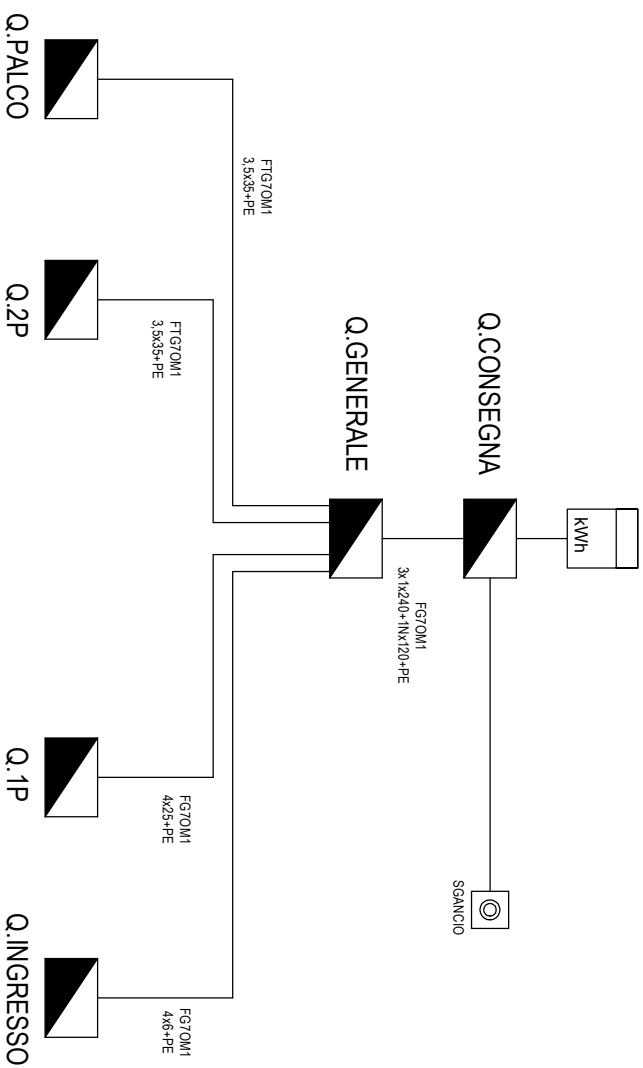 kWh
Q.CONSEGNA
SGANCIO
FG7OM1
3x1x240+1Nx120+PE
Q.GENERALE
FTG7OM1
3,5x35+PE
FTG7OM1
3,5x35+PE
FG7OM1
4x25+PE
FG7OM1
4x6+PE
Q.PALCO
Q.2P
Q.1P
Q.INGRESSO